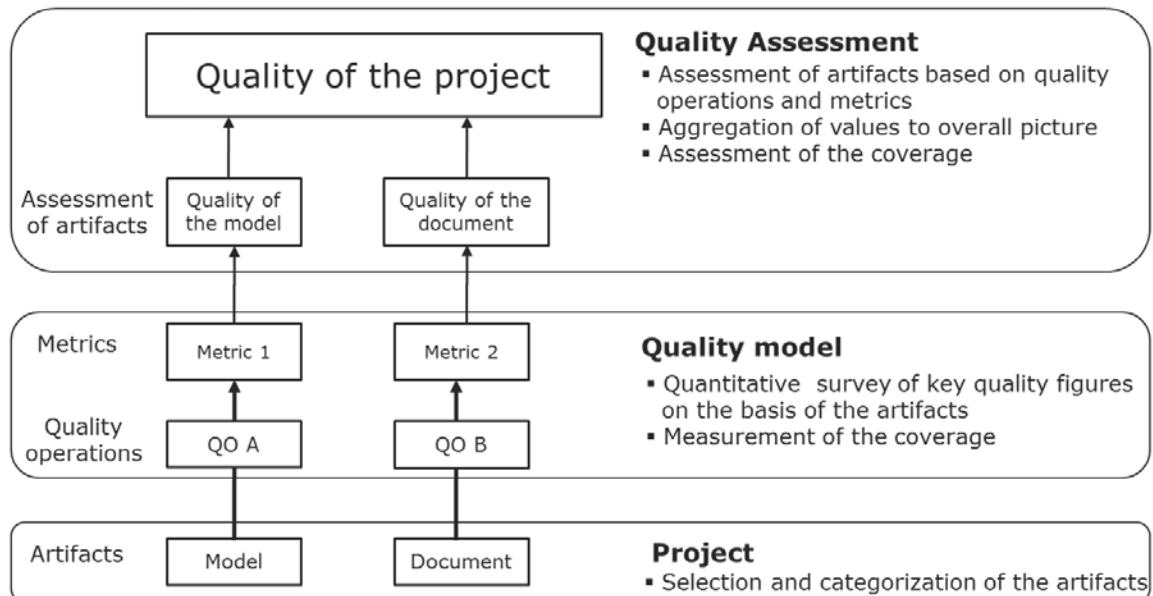 Quality of the project
Quality Assessment
▪ Assessment of artifacts based on quality
operations and metrics
▪ Aggregation of values to overall picture
▪ Assessment of the coverage
Assessment
of artifacts
Quality of
the model
Quality of the
document
Metrics
Metric 1
Metric 2
Quality model
▪ Quantitative survey of key quality figures
on the basis of the artifacts
▪ Measurement of the coverage
Quality
operations
QO A
QO B
Artifacts
Model
Document
Project
▪ Selection and categorization of the artifacts